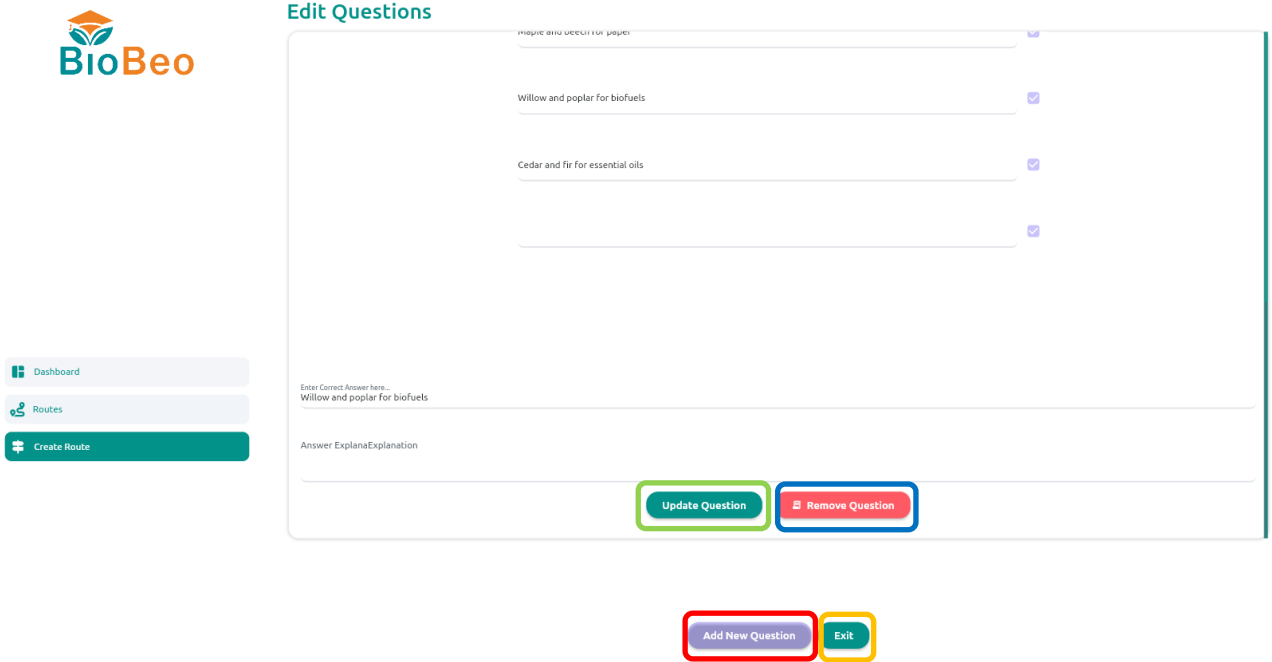 Edit Questions
BioBeo
Maple and beech for paper
Willow and poplar for biofuels
Cedar and fir for essential oils
Dashboard
Routes
Create Route
Enter Correct Answer here...
Willow and poplar for biofuels
Answer ExplanaExplanation
Update Question
Remove Question
Add New Question
Exit